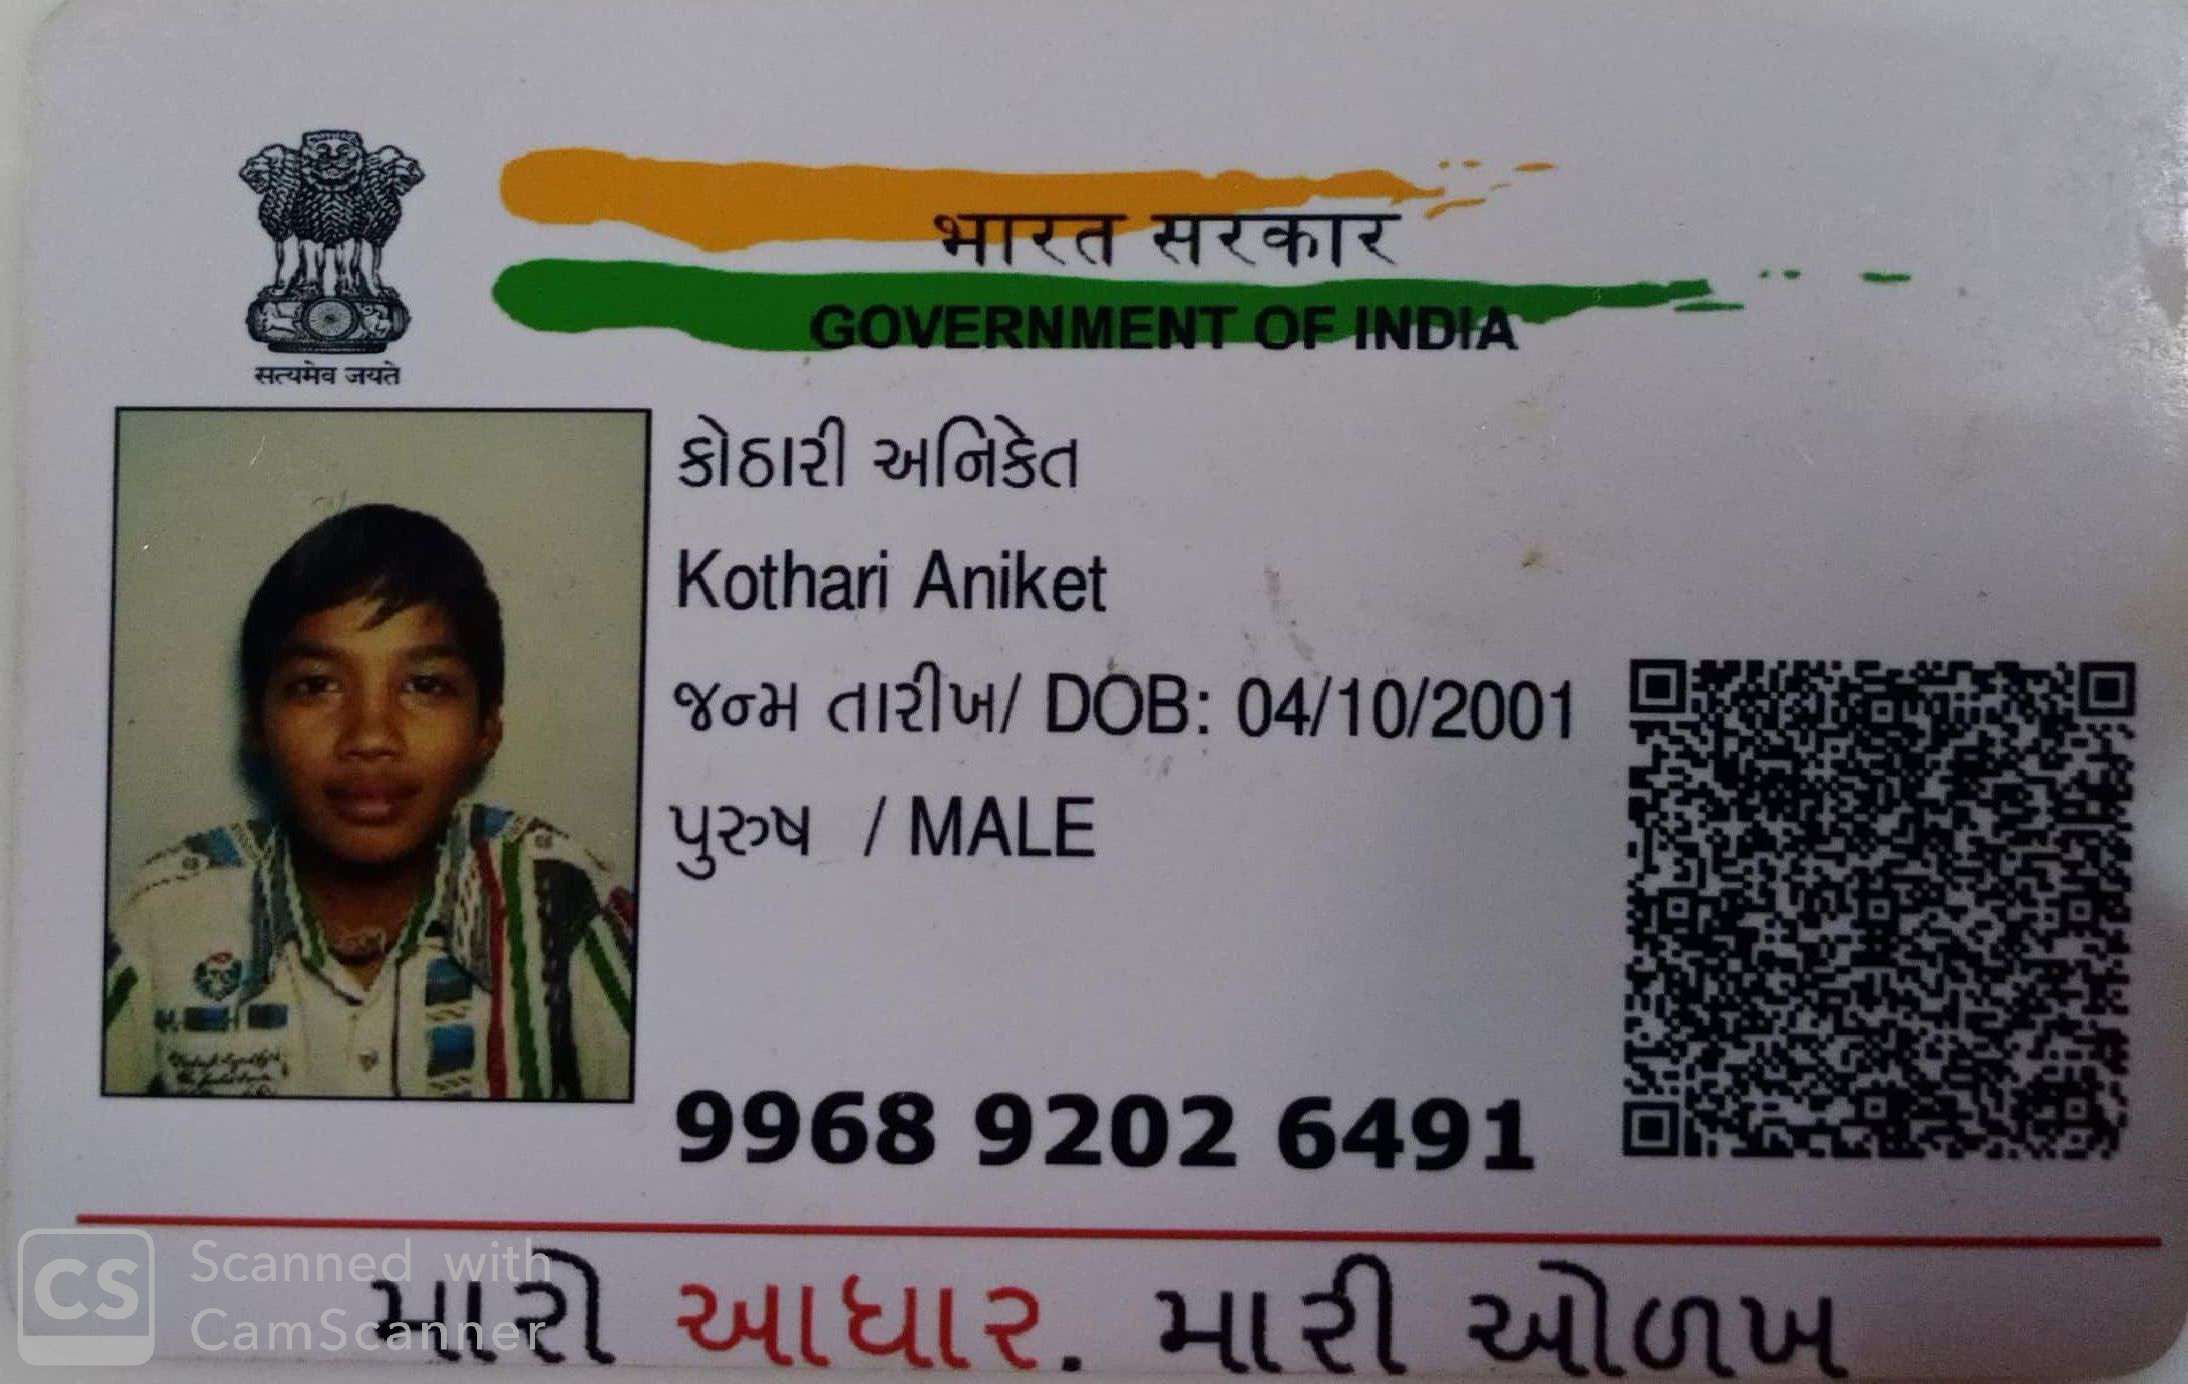 भारत सरकार
GOVERNMENT OF INDIA
सत्यमेव जयते
કોઠારી અનિકેત
Kothari Aniket
જન્મ તારીખ/ DOB: 04/10/2001
પુરુષ / MALE
9968 9202 6491
મારો આધાર. મારી ઓળખ
CS Scanned with
CamScanner